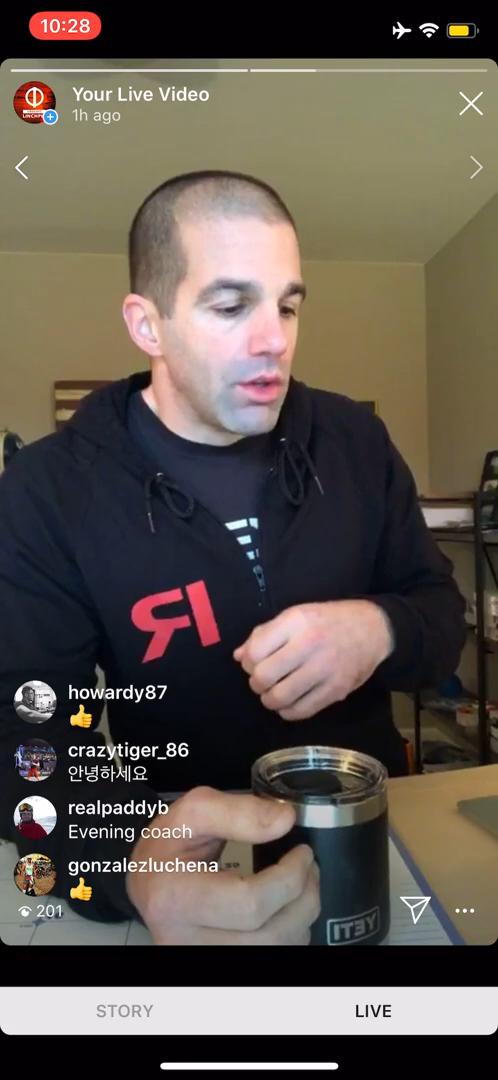 10:28
Your Live Video
1h ago
howardy87
👍
crazytiger_86
안녕하세요
realpaddyb
Evening coach
gonzalezluchena
👍
201
YETI
STORY
LIVE